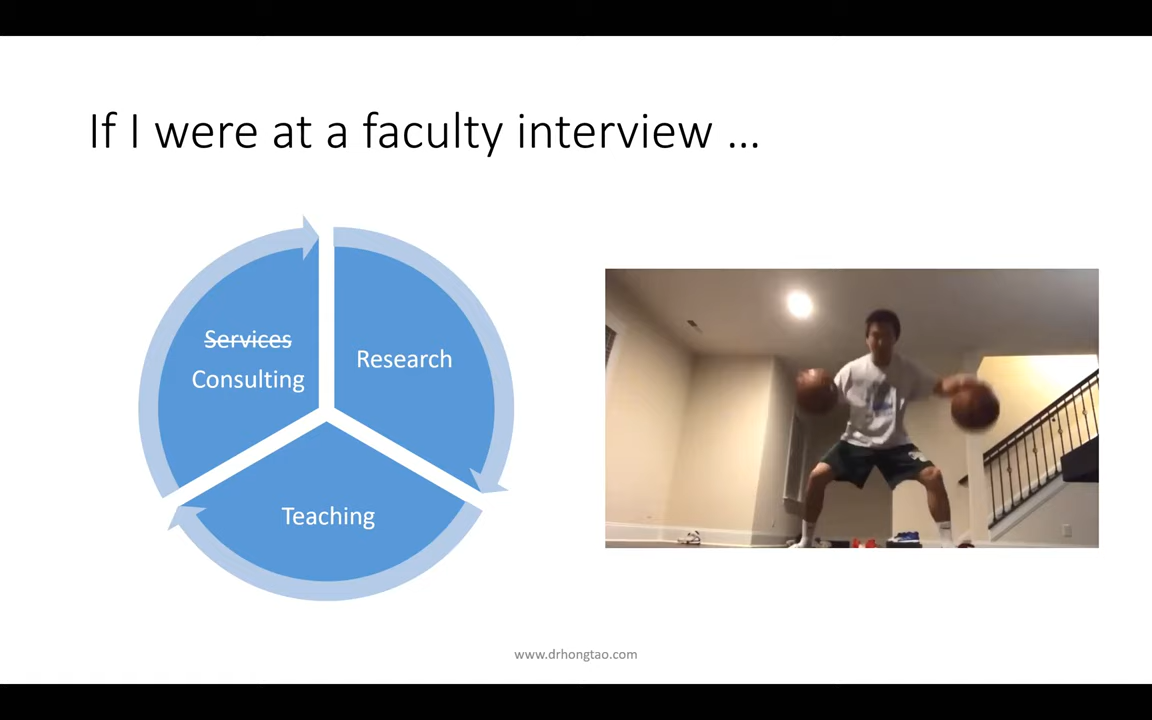 If I were at a faculty interview ...
Services
Consulting
Research
Teaching
www.drhongtao.com